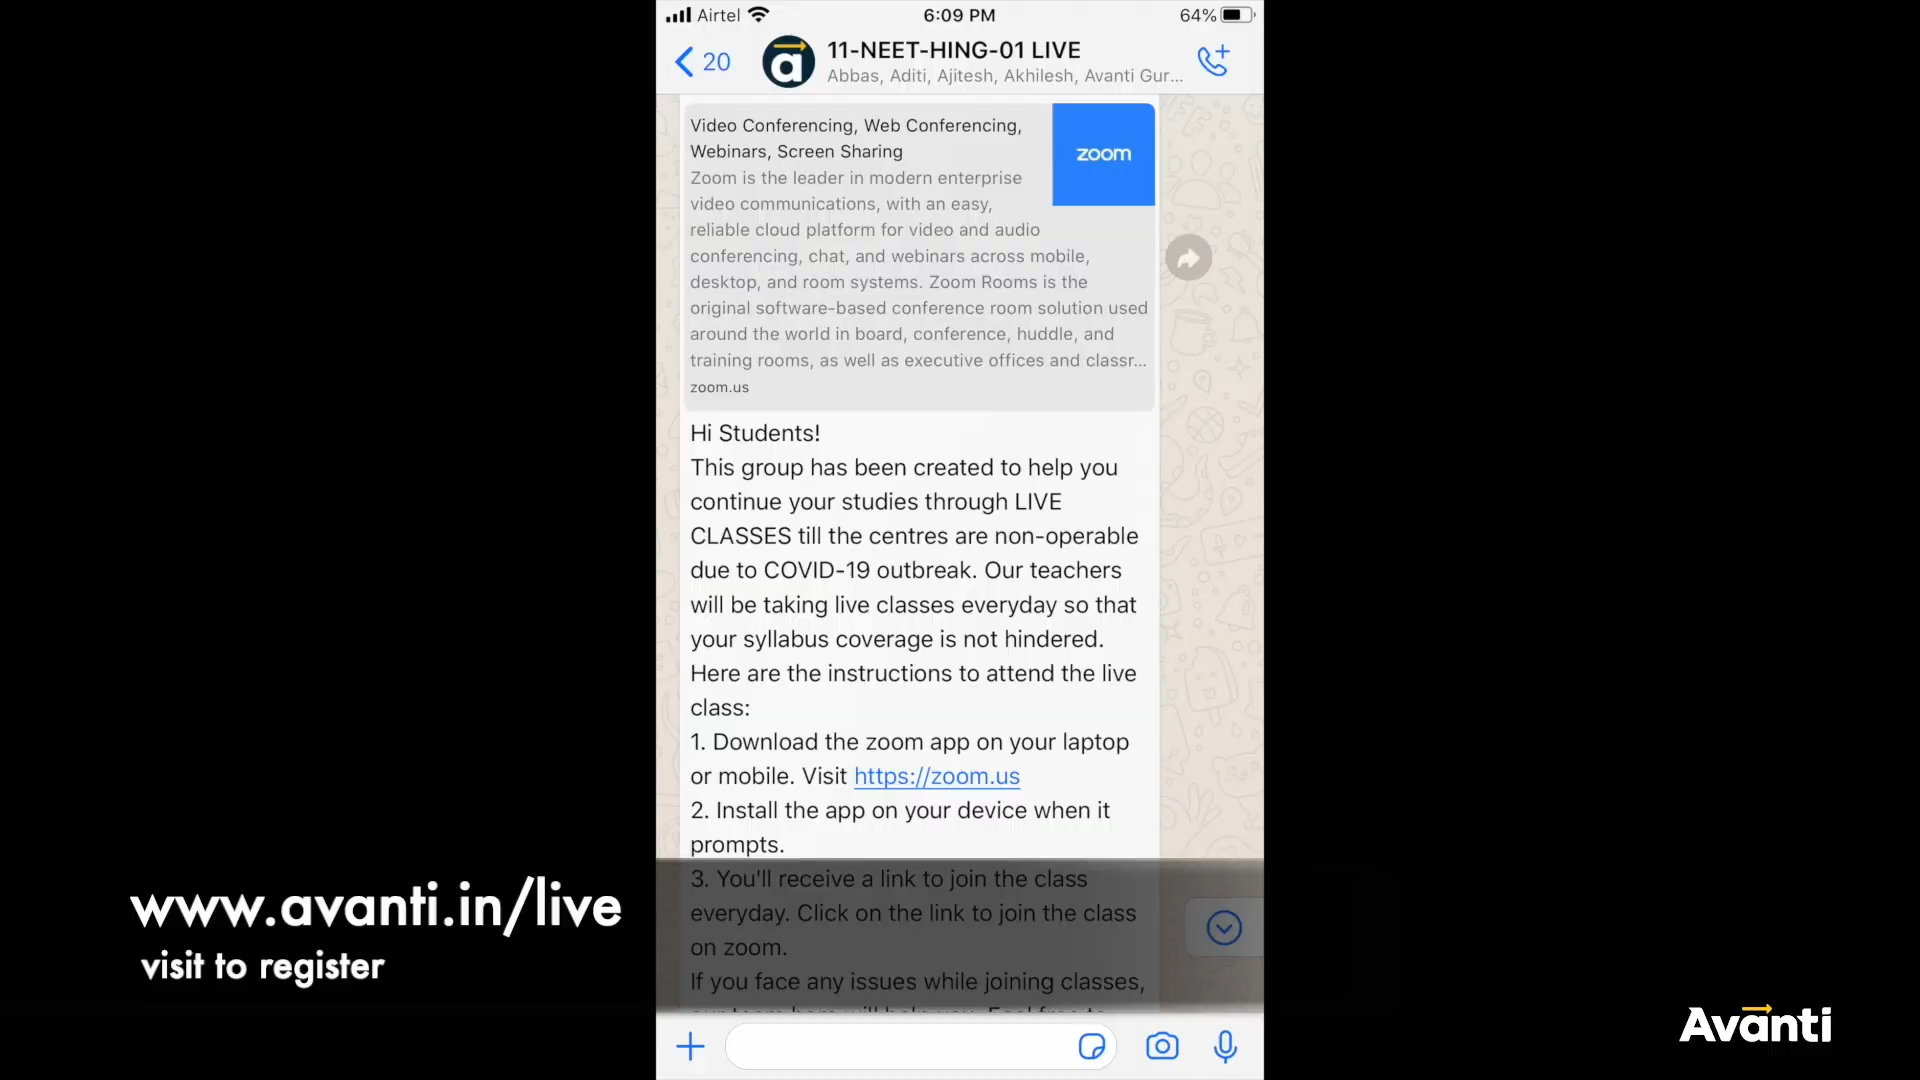 Airtel
6:09 PM
64%
20
a
11-NEET-HING-01 LIVE
Abbas, Aditi, Ajitesh, Akhilesh, Avanti Gur...
Video Conferencing, Web Conferencing,
Webinars, Screen Sharing
zoom
Zoom is the leader in modern enterprise
video communications, with an easy,
reliable cloud platform for video and audio
conferencing, chat, and webinars across mobile,
desktop, and room systems. Zoom Rooms is the
original software-based conference room solution used
around the world in board, conference, huddle, and
training rooms, as well as executive offices and classr...
zoom.us
Hi Students!
This group has been created to help you
continue your studies through LIVE
CLASSES till the centres are non-operable
due to COVID-19 outbreak. Our teachers
will be taking live classes everyday so that
your syllabus coverage is not hindered.
Here are the instructions to attend the live
class:
1. Download the zoom app on your laptop
or mobile. Visit https://zoom.us
2. Install the app on your device when it
prompts.
3. You'll receive a link to join the class
everyday. Click on the link to join the class
on zoom.
If you face any issues while joining classes,
www.avanti.in/live
visit to register
Avanti